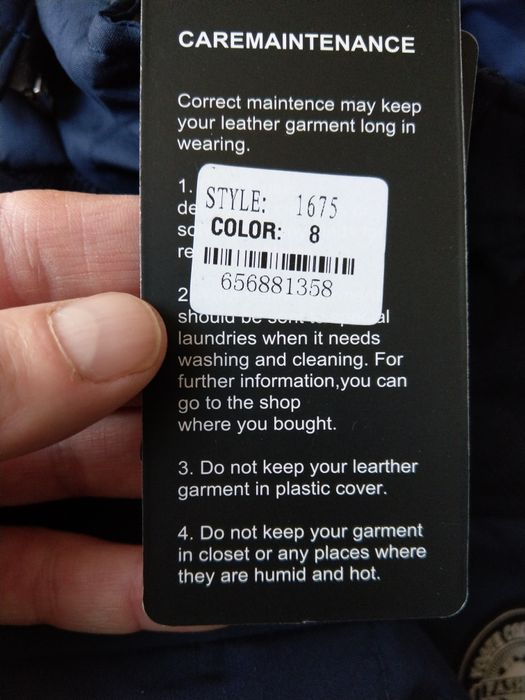 CAREMAINTENANCE
Correct maintence may keep
your leather garment long in
wearing.
1.
de
sc
re
STYLE: 1675
COLOR: 8
656881358
2
should be sent
laundries when it needs
washing and cleaning. For
further information,you can
go to the shop
where you bought.
3. Do not keep your learther
garment in plastic cover.
4. Do not keep your garment
in closet or any places where
they are humid and hot.